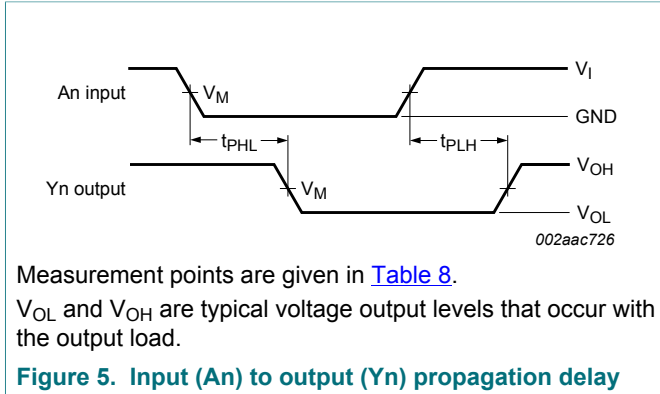 V_I
An input
V_M
GND
t_PHL
t_PLH
V_OH
Yn output
V_M
V_OL
002aac726
Measurement points are given in Table 8.
V_OL and V_OH are typical voltage output levels that occur with
the output load.
Figure 5. Input (An) to output (Yn) propagation delay